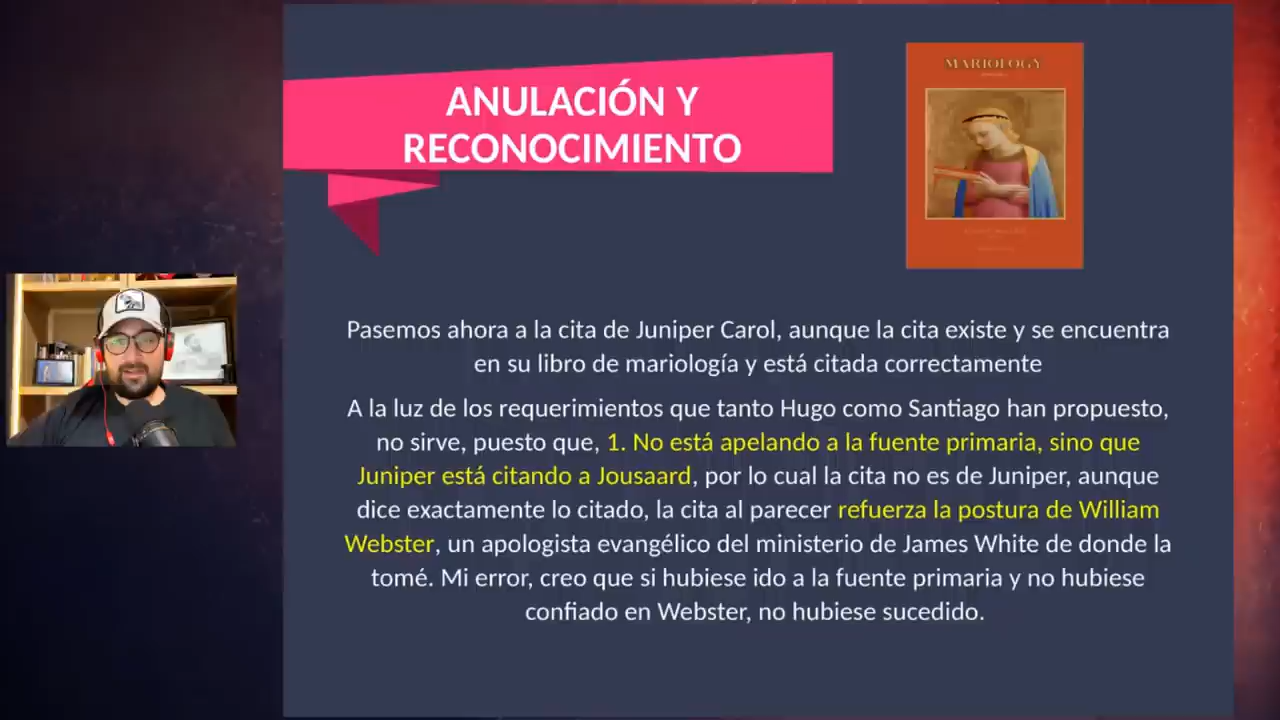 ANULACIÓN Y
RECONOCIMIENTO
MARIOLOGY
Pasemos ahora a la cita de Juniper Carol, aunque la cita existe y se encuentra
en su libro de mariología y está citada correctamente
A la luz de los requerimientos que tanto Hugo como Santiago han propuesto,
no sirve, puesto que, 1. No está apelando a la fuente primaria, sino que
Juniper está citando a Jousaard, por lo cual la cita no es de Juniper, aunque
dice exactamente lo citado, la cita al parecer refuerza la postura de William
Webster, un apologista evangélico del ministerio de James White de donde la
tomé. Mi error, creo que si hubiese ido a la fuente primaria y no hubiese
confiado en Webster, no hubiese sucedido.